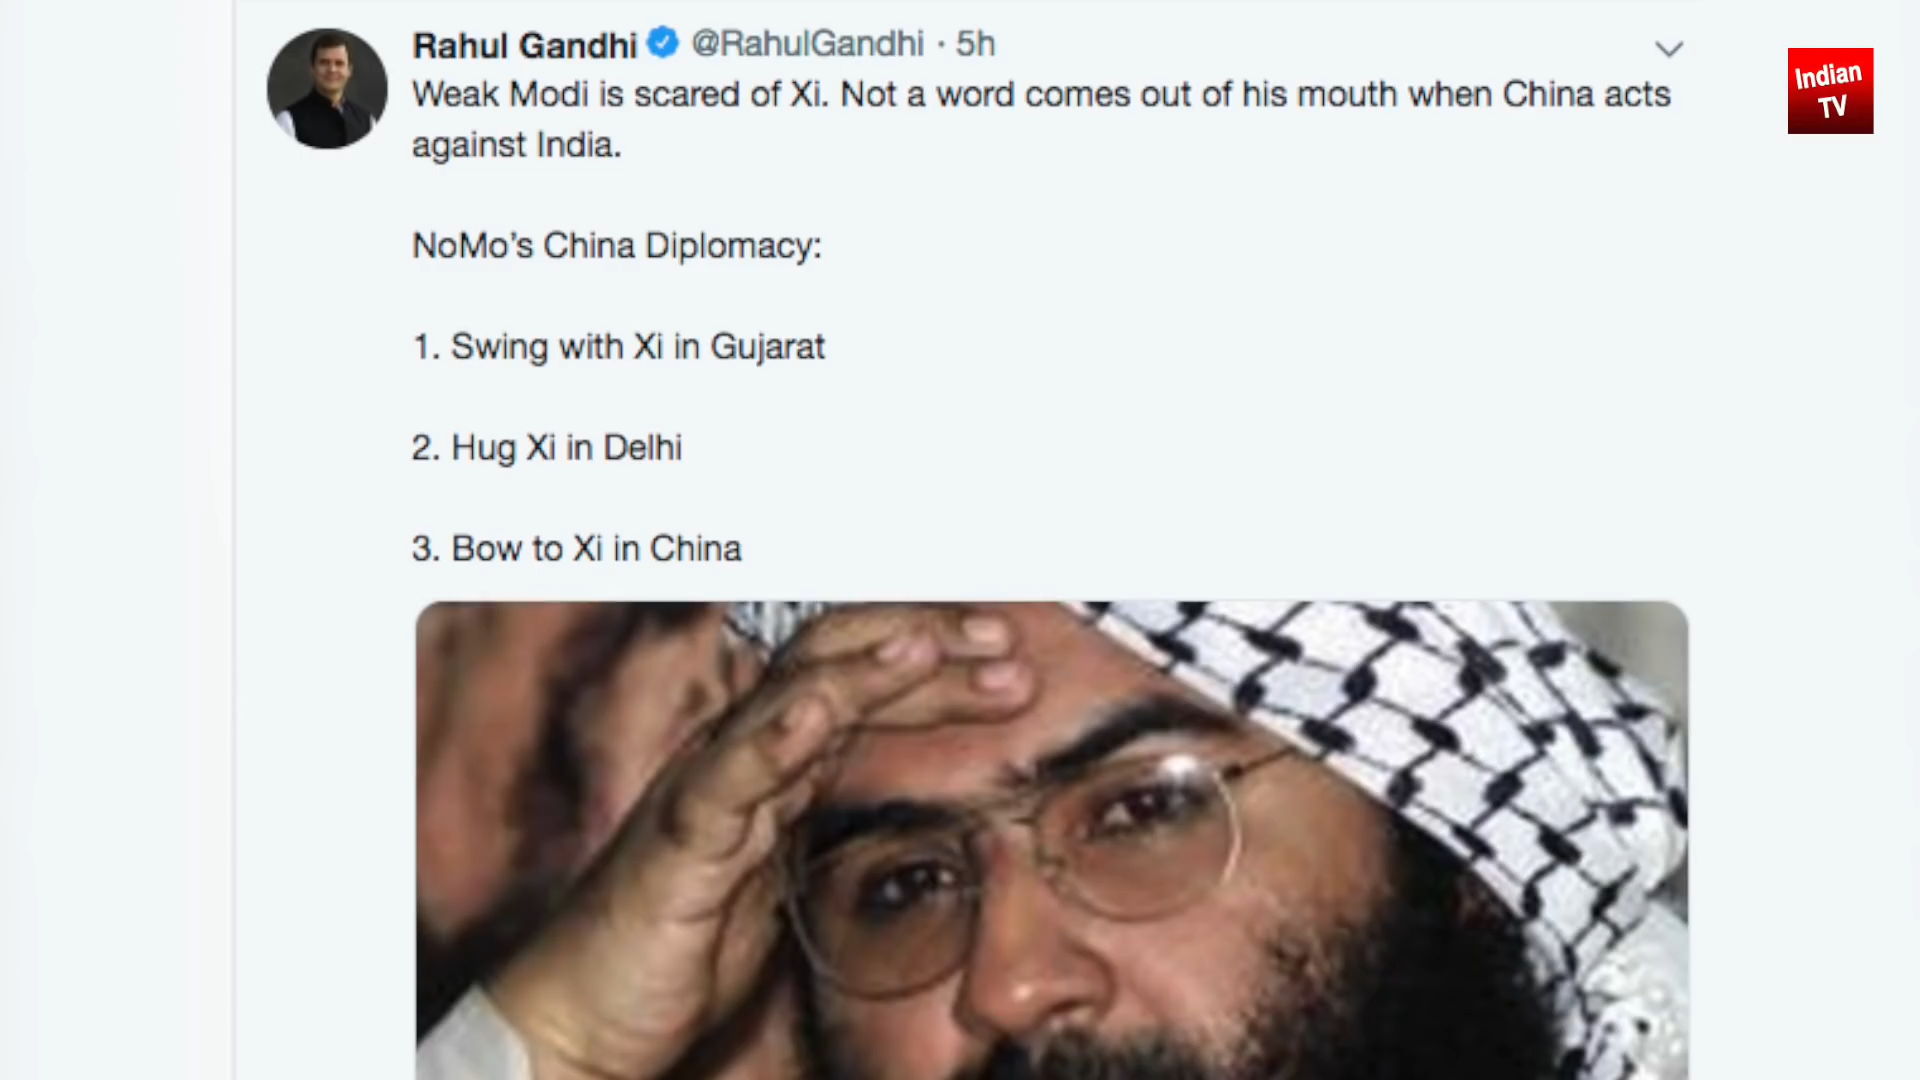 Rahul Gandhi @RahulGandhi · 5h
Weak Modi is scared of Xi. Not a word comes out of his mouth when China acts
against India.
NoMo's China Diplomacy:
1. Swing with Xi in Gujarat
2. Hug Xi in Delhi
3. Bow to Xi in China
Indian
TV